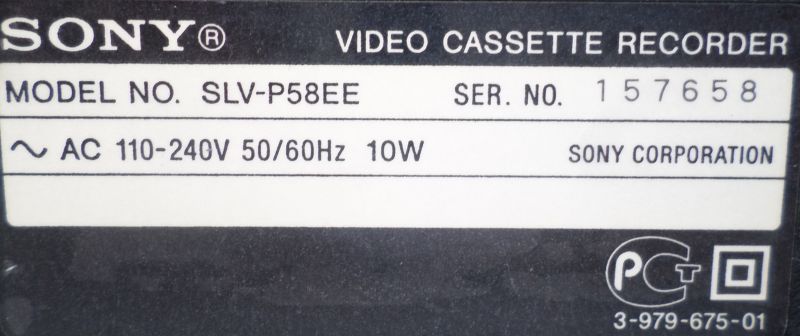 SONY® VIDEO CASSETTE RECORDER
MODEL NO. SLV-P58EE SER. NO. 157658
~ AC 110-240V 50/60Hz 10W SONY CORPORATION
РСТ
3-979-675-01